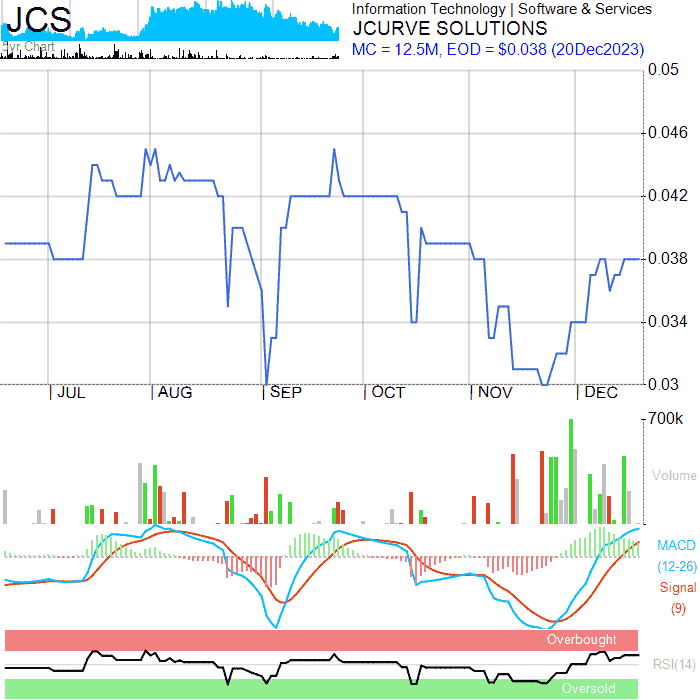 JCS
5yr Chart
Information Technology | Software & Services
JCURVE SOLUTIONS
MC = 12.5M, EOD = $0.038 (20Dec2023)
0.05
0.046
0.042
0.038
0.034
0.03
JUL AUG SEP OCT NOV DEC
700k
Volume
MACD
(12-26)
Signal
(9)
Overbought
RSI(14)
Oversold